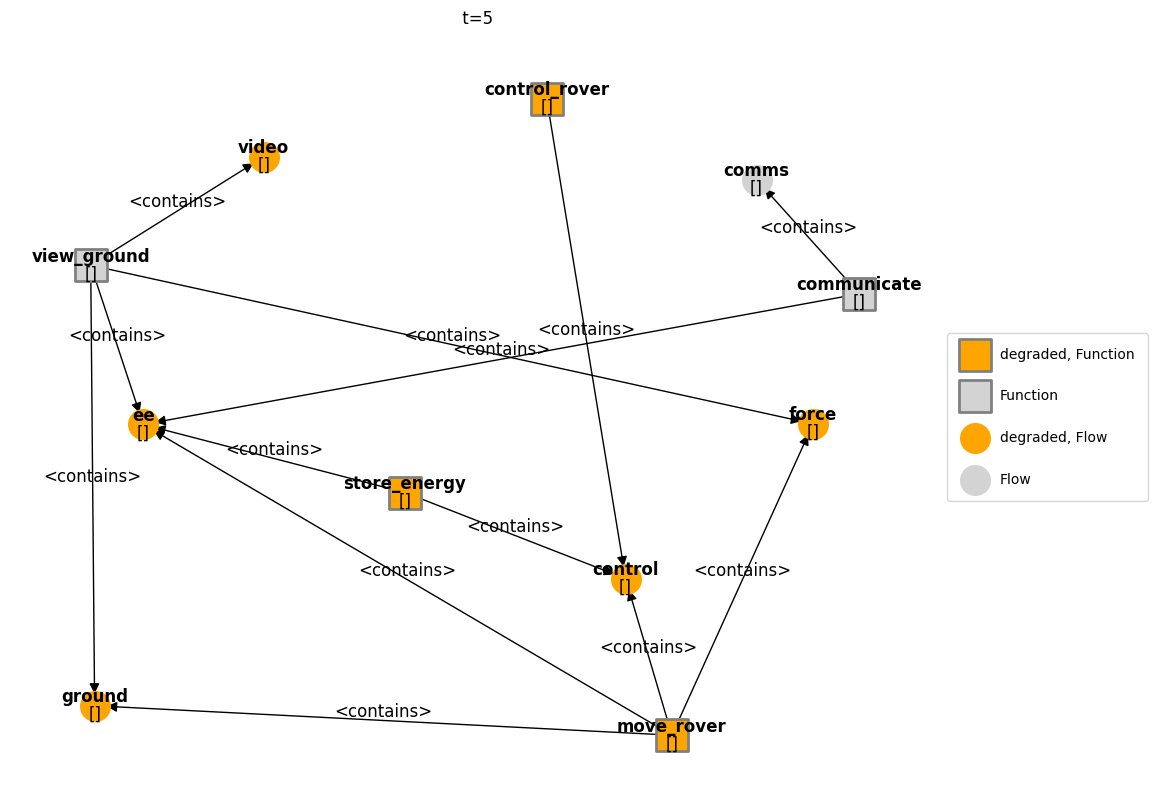 t=5
control_rover
[]
video
[]
comms
[]
<contains>
<contains>
view_ground
[]
communicate
[]
<contains>
<contains>
<contains>
<contains>
degraded, Function
Function
degraded, Flow
Flow
ee
[]
force
[]
<contains>
<contains>
store_energy
[]
<contains>
<contains>
control
[]
<contains>
<contains>
ground
[]
<contains>
move_rover
[]